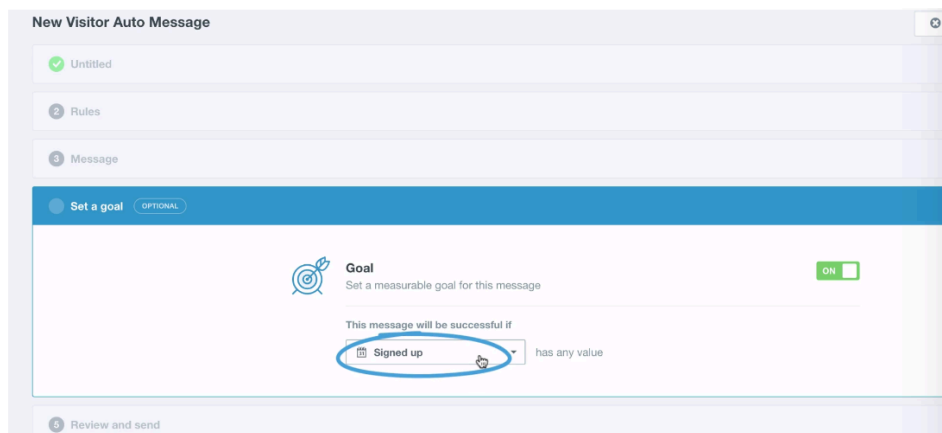 New Visitor Auto Message
Untitled
2 Rules
3 Message
Set a goal OPTIONAL
Goal
ON
Set a measurable goal for this message
This message will be successful if
31 Signed up has any value
5 Review and send